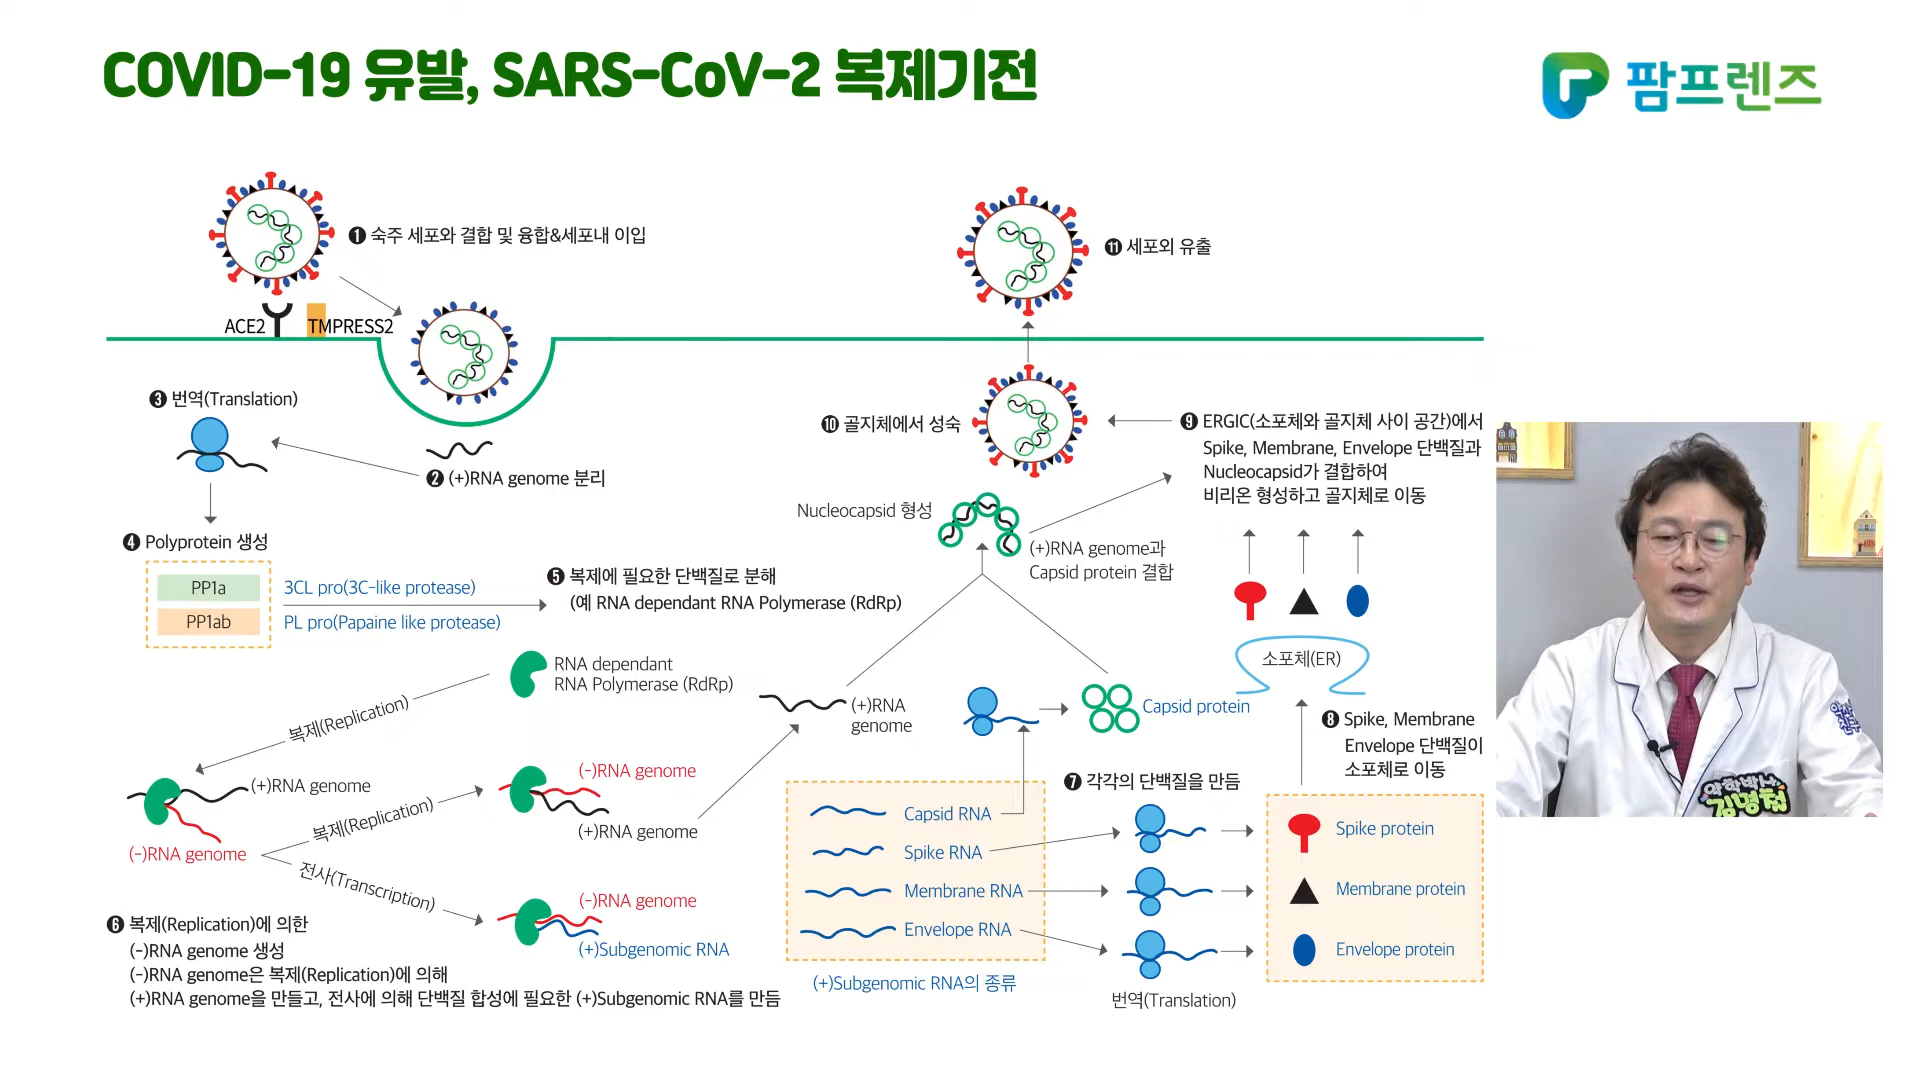 COVID-19 유발, SARS-CoV-2 복제기전
팜프렌즈
❶ 숙주 세포와 결합 및 융합&세포내 이입
ACE2
TMPRESS2
❷ (+)RNA genome 분리
❸ 번역(Translation)
❹ Polyprotein 생성
PP1a
PP1ab
3CL pro(3C-like protease)
PL pro(Papaine like protease)
❺ 복제에 필요한 단백질로 분해
(예 RNA dependant RNA Polymerase (RdRp)
RNA dependant
RNA Polymerase (RdRp)
복제(Replication)
(+)RNA genome
(-)RNA genome
복제(Replication)
전사(Transcription)
(-)RNA genome
(+)RNA genome
(-)RNA genome
(+)Subgenomic RNA
❻ 복제(Replication)에 의한
(-)RNA genome 생성
(-)RNA genome은 복제(Replication)에 의해
(+)RNA genome을 만들고, 전사에 의해 단백질 합성에 필요한 (+)Subgenomic RNA를 만듬
(+)RNA
genome
Capsid protein
Capsid RNA
Spike RNA
Membrane RNA
Envelope RNA
(+)Subgenomic RNA의 종류
❼ 각각의 단백질을 만듬
번역(Translation)
Spike protein
Membrane protein
Envelope protein
❽ Spike, Membrane
Envelope 단백질이
소포체로 이동
소포체(ER)
Nucleocapsid 형성
(+)RNA genome과
Capsid protein 결합
❾ ERGIC(소포체와 골지체 사이 공간)에서
Spike, Membrane, Envelope 단백질과
Nucleocapsid가 결합하여
비리온 형성하고 골지체로 이동
❿ 골지체에서 성숙
⓫ 세포외 유출
약학박사
김명철